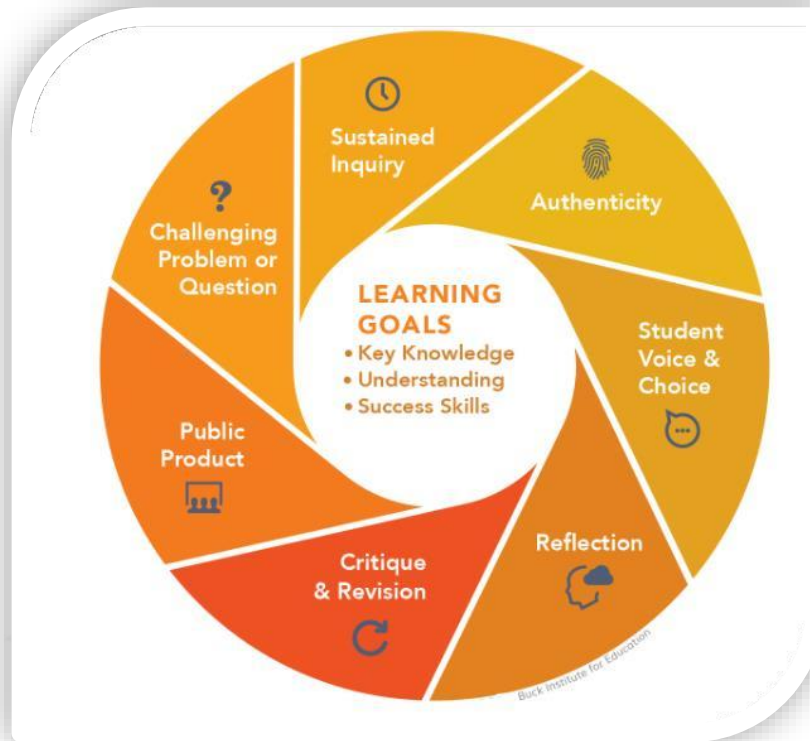 Sustained
Inquiry
Authenticity
?
Challenging
Problem or
Question
LEARNING
GOALS
• Key Knowledge
• Understanding
• Success Skills
Student
Voice &
Choice
Public
Product
Reflection
Critique
& Revision
Buck Institute for Education